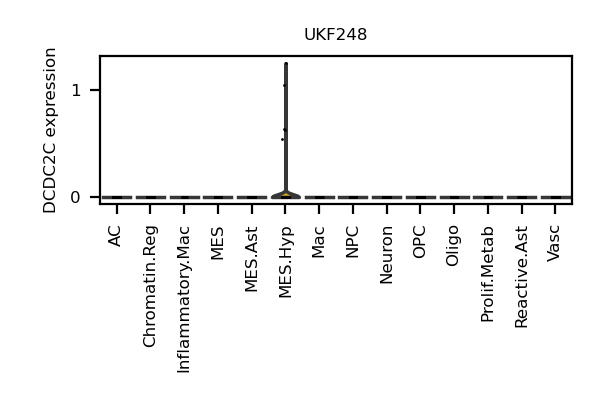 UKF248
DCDC2C expression
1
0
AC
Chromatin.Reg
Inflammatory.Mac
MES
MES.Ast
MES.Hyp
Mac
NPC
Neuron
OPC
Oligo
Prolif.Metab
Reactive.Ast
Vasc